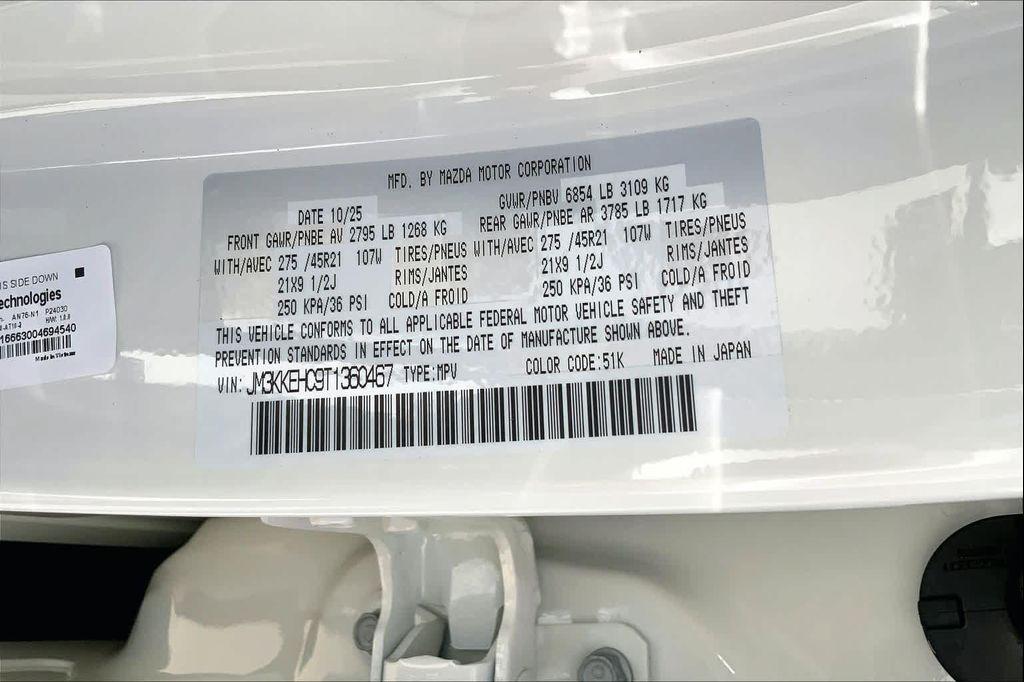 MFD. BY MAZDA MOTOR CORPORATION
DATE 10/25 GVWR/PNBV 6854 LB 3109 KG
FRONT GAWR/PNBE AV 2795 LB 1268 KG REAR GAWR/PNBE AR 3785 LB 1717 KG
WITH/AVEC 275 /45R21 107W TIRES/PNEUS WITH/AVEC 275 /45R21 107W TIRES/PNEUS
21X9 1/2J RIMS/JANTES 21X9 1/2J RIMS/JANTES
250 KPA/36 PSI COLD/A FROID 250 KPA/36 PSI COLD/A FROID
THIS VEHICLE CONFORMS TO ALL APPLICABLE FEDERAL MOTOR VEHICLE SAFETY AND THEFT
PREVENTION STANDARDS IN EFFECT ON THE DATE OF MANUFACTURE SHOWN ABOVE.
VIN: JM3KKEHC9T1360467 TYPE:MPV COLOR CODE:51K MADE IN JAPAN
IS SIDE DOWN
echnologies
AN76-N1 P24030
16663004694540
Made in Vietnam